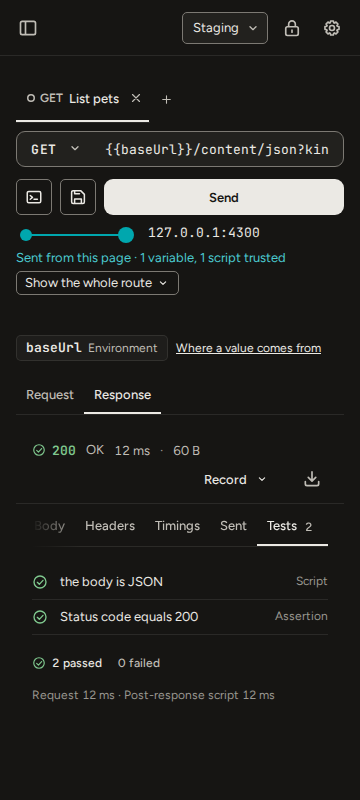 Staging
GET List pets
GET {{baseUrl}}/content/json?kin
Send
127.0.0.1:4300
Sent from this page · 1 variable, 1 script trusted
Show the whole route
baseUrl Environment Where a value comes from
Request Response
200 OK 12 ms · 60 B
Record
Body Headers Timings Sent Tests 2
the body is JSON Script
Status code equals 200 Assertion
2 passed 0 failed
Request 12 ms · Post-response script 12 ms